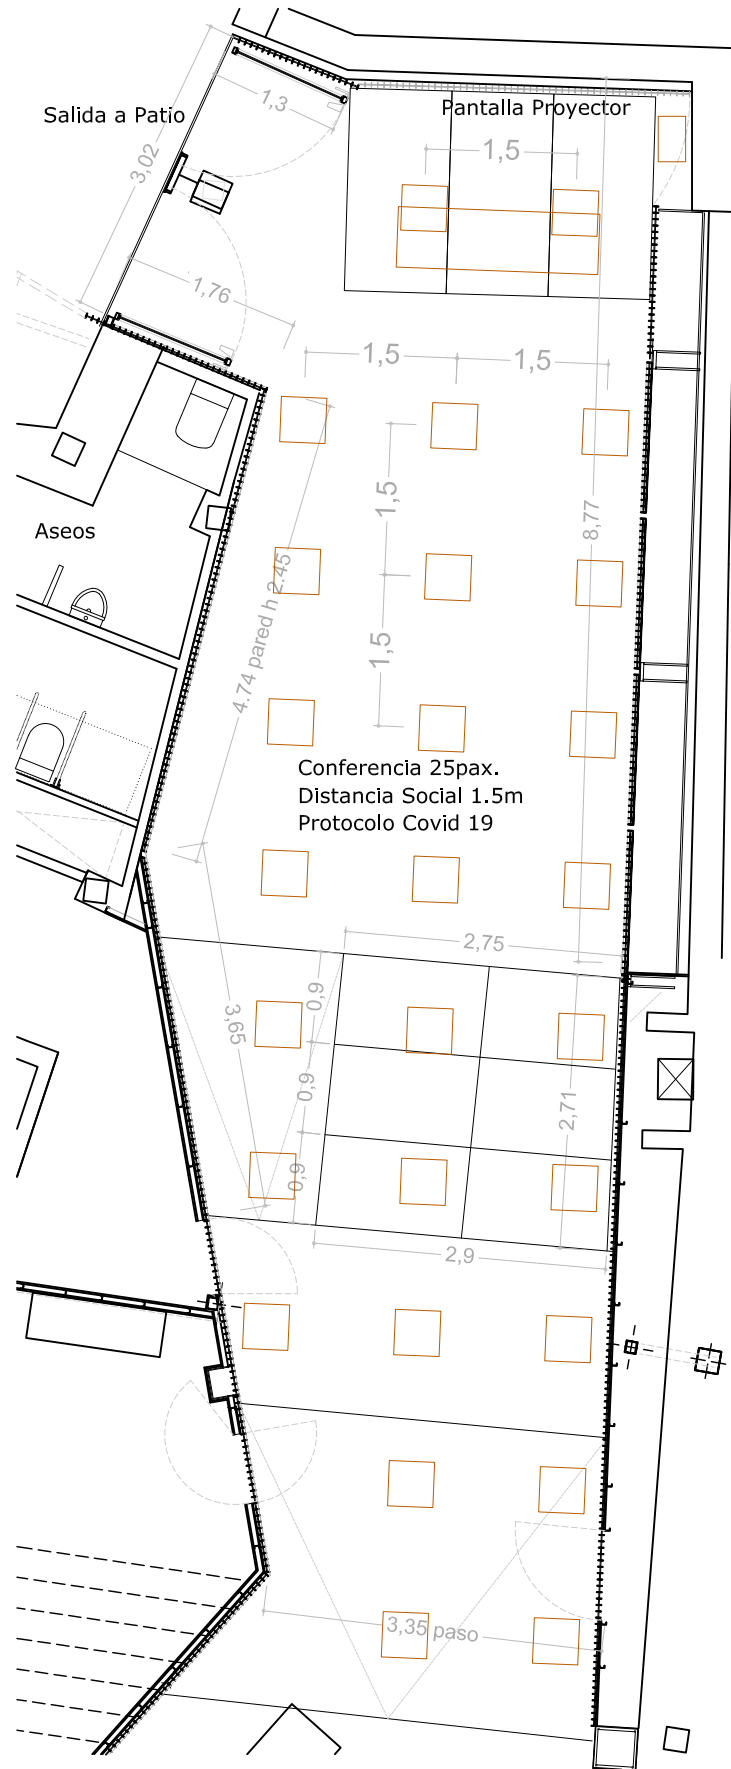 1,3
Salida a Patio
Pantalla Proyector
1,5
3,02
1,76
1,5
1,5
1,5
8,77
Aseos
4.74 pared h 2.45
1,5
Conferencia 25pax.
Distancia Social 1.5m
Protocolo Covid 19
2,75
0,9
3,65
0,9
2,71
0,9
2,9
3,35 paso